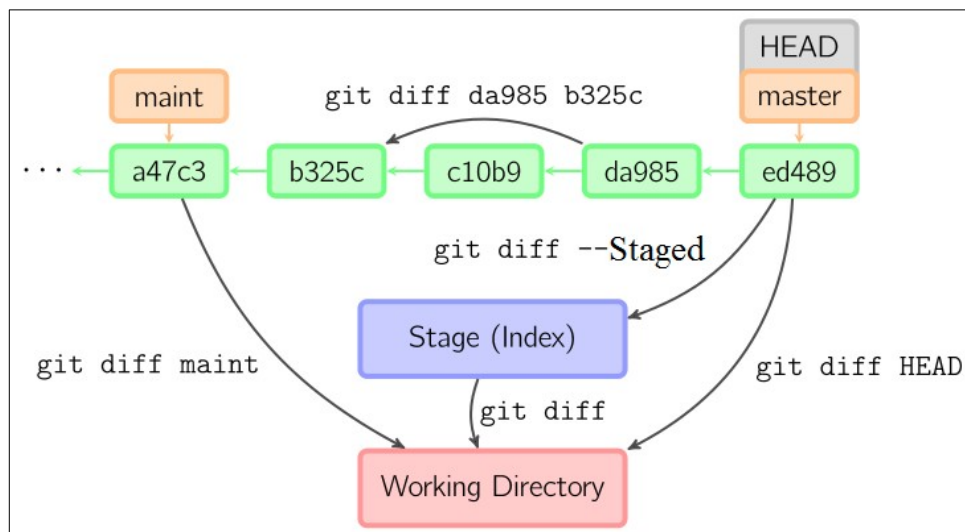 HEAD
maint
master
git diff da985 b325c
...
a47c3
b325c
c10b9
da985
ed489
git diff --Staged
Stage (Index)
git diff maint
git diff HEAD
git diff
Working Directory